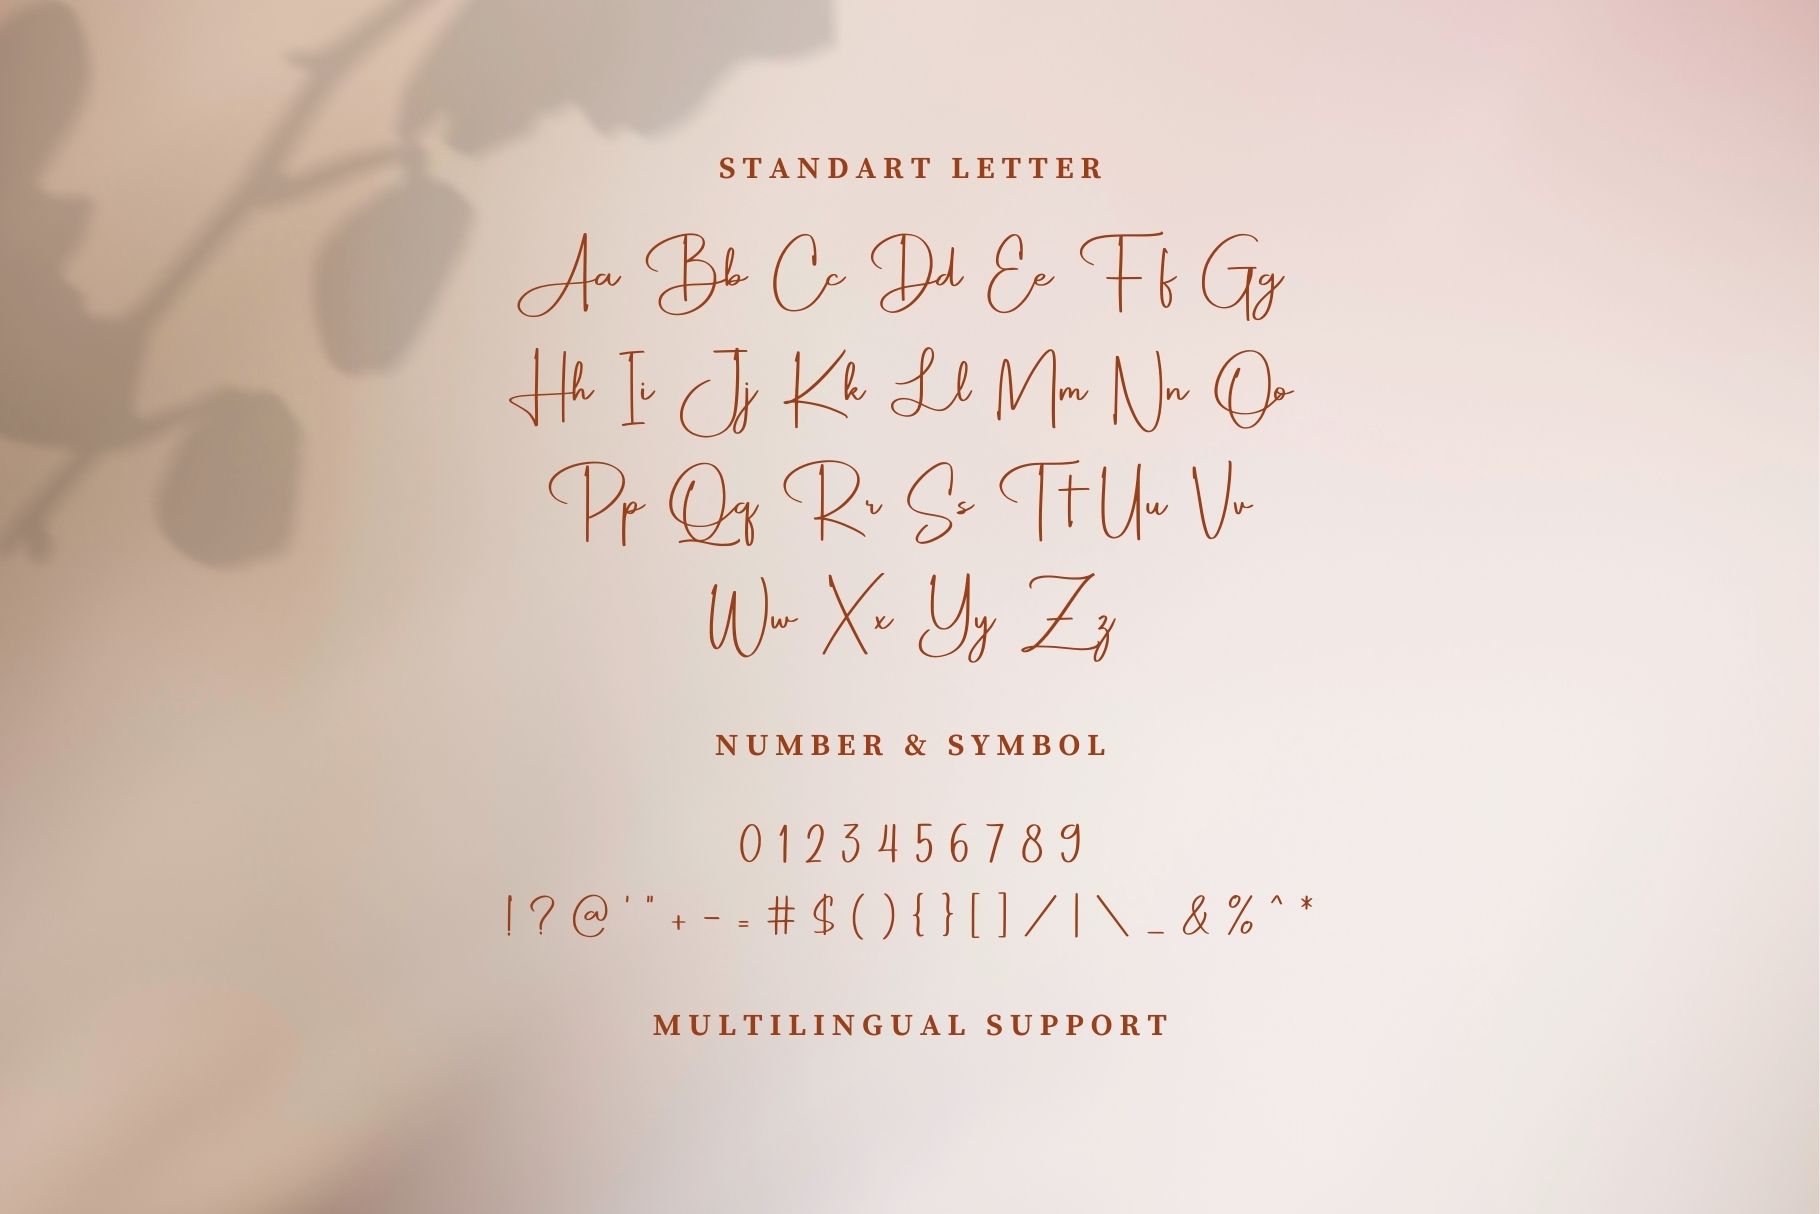 STANDART LETTER
Aa Bb Cc Dd Ee Ff Gg
Hh Ii Jj Kk Ll Mm Nn Oo
Pp Qq Rr Ss Tt Uu Vv
Ww Xx Yy Zz
NUMBER & SYMBOL
0 1 2 3 4 5 6 7 8 9
! ? @ ' " + - = # $ ( ) { } [ ] / | \ _ & % ^ *
MULTILINGUAL SUPPORT